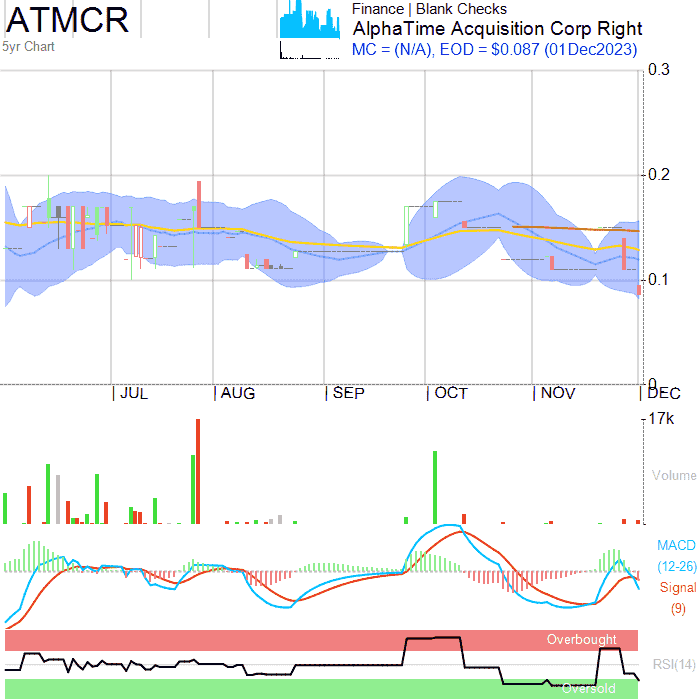 ATMCR
5yr Chart
Finance | Blank Checks
AlphaTime Acquisition Corp Right
MC = (N/A), EOD = $0.087 (01Dec2023)
0.3
0.2
0.1
0
JUL
AUG
SEP
OCT
NOV
DEC
17k
Volume
MACD
(12-26)
Signal
(9)
Overbought
RSI(14)
Oversold